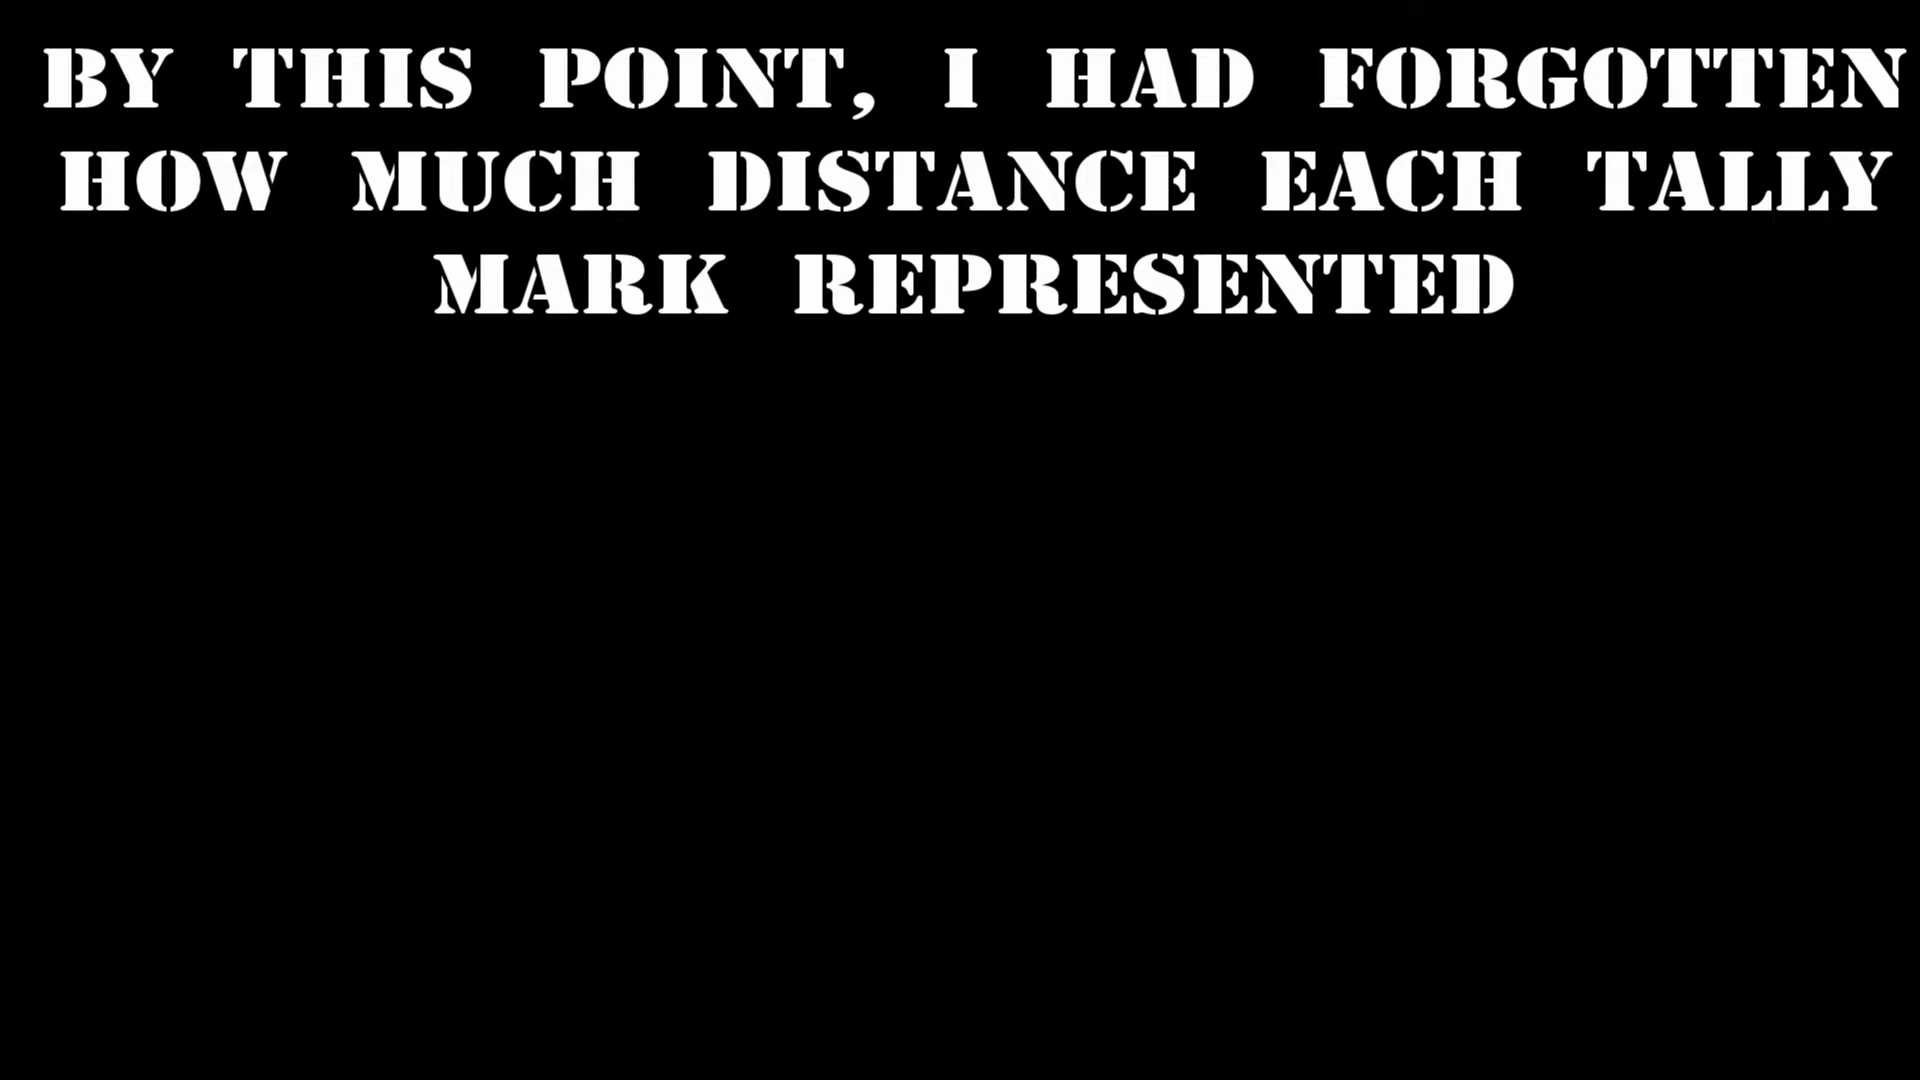 BY THIS POINT, I HAD FORGOTTEN
HOW MUCH DISTANCE EACH TALLY
MARK REPRESENTED